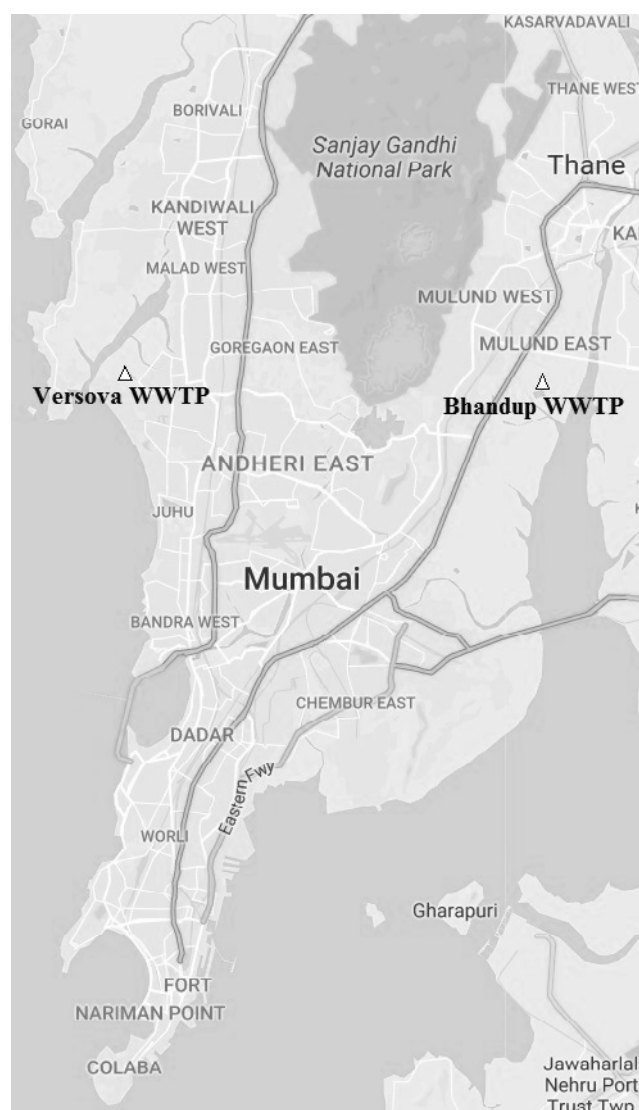 KASARVADAVALI
THANE WEST
BORIVALI
GORAI
Sanjay Gandhi
National Park
Thane
KANDIWALI
WEST
KA
MALAD WEST
MULUND WEST
GOREGAON EAST
MULUND EAST
Versova WWTP
Bhandup WWTP
ANDHERI EAST
JUHU
K
Mumbai
BANDRA WEST
CHEMBUR EAST
DADAR
Eastern Fwy
WORLI
Gharapuri
FORT
NARIMAN POINT
COLABA
Jawaharlal
Nehru Port
Trust Twp